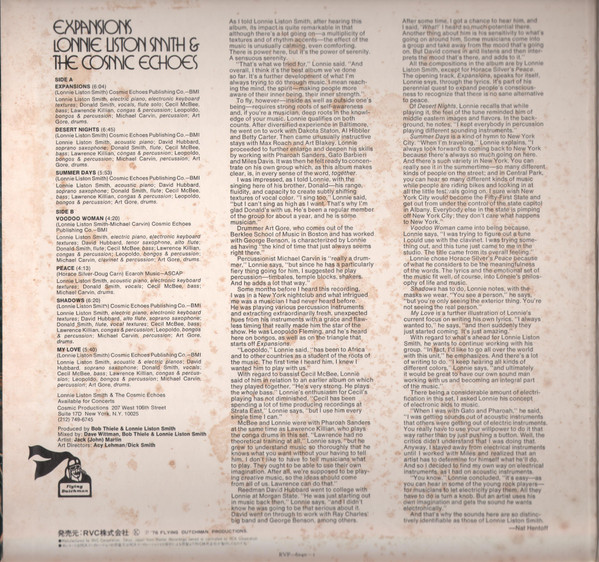 EXPANSIONS
LONNIE LISTON SMITH &
THE COSMIC ECHOES
SIDE A
EXPANSIONS (6:04)
(Lonnie Liston Smith) Cosmic Echoes Publishing Co.—BMI
Lonnie Smith, electric piano, electronic keyboard
textures; Donald Smith, vocals, flute solo; Cecil McBee,
bass; Lawrence Killian, congas & percussion; Leopoldo,
bongos & percussion; Michael Carvin, percussion; Art
Gore, drums.
DESERT NIGHTS (6:45)
(Lonnie Liston Smith) Cosmic Echoes Publishing Co.—BMI
Lonnie Smith, acoustic piano; David Hubbard,
soprano saxophone; Donald Smith, flute; Cecil McBee,
bass; Lawrence Killian, congas & percussion; Leopoldo,
bongos & percussion; Michael Carvin, percussion; Art
Gore, drums.
SUMMER DAYS (5:53)
(Lonnie Liston Smith) Cosmic Echoes Publishing Co.—BMI
Lonnie Smith, acoustic piano; David Hubbard,
soprano saxophone; Donald Smith, flute; Cecil McBee,
bass; Lawrence Killian, congas & percussion; Leopoldo,
bongos & percussion; Michael Carvin, percussion; Art
Gore, drums.
SIDE B
VOODOO WOMAN (4:20)
(Lonnie Liston Smith-Michael Carvin) Cosmic Echoes
Publishing Co.—BMI
Lonnie Smith, electric piano, electronic keyboard
textures; David Hubbard, tenor saxophone, alto flute;
Donald Smith, flute; Cecil McBee bass; Lawrence Killian,
congas & percussion; Leopoldo, bongos & percussion;
Michael Carvin, clapiter & percussion; Art Gore, drums.
PEACE (4:13)
(Horace Silver-Doug Carn) Ecaroh Music—ASCAP
Lonnie Smith, acoustic piano, electronic keyboard
textures; Donald Smith, vocals; Cecil McBee, bass;
Michael Carvin, drums.
SHADOWS (6:20)
(Lonnie Liston Smith) Cosmic Echoes Publishing Co.—BMI
Lonnie Smith, electric piano, electronic keyboard
textures; David Hubbard, alto flute, soprano saxophone;
Donald Smith, flute, vocal textures; Cecil McBee, bass;
Lawrence Killian, congas & percussion; Leopoldo, bongos
& percussion; Michael Carvin, percussion; Art Gore,
drums.
MY LOVE (5:40)
(Lonnie Liston Smith) Cosmic Echoes Publishing Co.—BMI
Lonnie Smith, acoustic & electric pianos; David
Hubbard, soprano saxophone; Donald Smith, vocals;
Cecil McBee, bass; Lawrence Killian, congas & percus-
sion; Leopoldo, bongos & percussion; Michael Carvin,
percussion; Art Gore, drums.
Lonnie Liston Smith & The Cosmic Echoes
Available for Concerts
Cosmic Productions 207 West 106th Street
Suite 17D New York, N.Y. 10025
(212) 749-6745
Produced by Bob Thiele & Lonnie Liston Smith
Mixed by: Dave Wittman, Bob Thiele & Lonnie Liston Smith
Artist: Jack (John) Martin
Art Directors: Acy Lehman/Dick Smith
Flying
Dutchman
As I told Lonnie Liston Smith, after hearing this
album, its impact is quite remarkable in that
although there's a lot going on—a multiplicity of
textures and of rhythm accents—the effect of the
music is unusually calming, even comforting.
There is power here, but it's the power of serenity.
A sensuous serenity.
"That's what we tried for," Lonnie said. "And
overall, I think it's the best album we've done
so far. It's a further development of what I'm
always trying to do through music. I mean reach-
ing the mind, the spirit—making people more
aware of their inner being, their inner strength."
To fly, however—inside as well as outside one's
being—requires strong roots of self-awareness
and, if you're a musician, deep roots in the knowl-
edge of your music. Lonnie qualifies on both
counts. After diversified experience in Baltimore,
he went on to work with Dakota Staton, Al Hibbler
and Betty Carter. Then came unusually instructive
stays with Max Roach and Art Blakey. Lonnie
proceeded to further enlarge and deepen his skills
by working with Pharoah Sanders, Gato Barbieri
and Miles Davis. It was then he felt ready to concen-
trate on his own group which, as this album makes
clear, is, in every sense of the word, together
I was impressed, as I told Lonnie, with the
singing here of his brother, Donald—his range,
fluidity, and capacity to create subtly shifting
textures of vocal color. "I sing too," Lonnie said,
"but I can't sing as high as I want. That's why I'm
glad Donald's with us. He's been a regular member
of the group for about a year, and he is some
musician."
Drummer Art Gore, who comes out of the
Berklee School of Music in Boston and has worked
with George Benson, is characterized by Lonnie
as having "the kind of time that just always seems
right there."
Percussionist Michael Carvin is "really a drum-
mer," Lonnie says, "but since he has a particularly
fiery thing going for him, I suggested he play
percussion—timbales, temple blocks, shakers.
And he adds a lot that way."
Some months before I heard this recording,
I was in a New York nightclub and what intrigued
me was a musician I had never heard before.
He was playing various percussion instruments
and extracting extraordinarily fresh, unexpected
hues from his instruments with a grace and flaw-
less timing that really made him the star of the
show. He was Leopoldo Fleming, and he's heard
here on bongos, as well as on the triangle that
starts off Expansions.
"Leopoldo," Lonnie said, "has been to Africa
and to other countries as a student of the roots of
the music. The first time I heard him, I knew I
wanted him to play with us."
With regard to bassist Cecil McBee, Lonnie
said of him in relation to an earlier album on which
they played together, "He's very strong. He plays
the whole bass." Lonnie's enthusiasm for Cecil's
playing has not diminished. "Cecil has been
spending a lot of time producing recordings at
Strata East," Lonnie says, "but I use him every
single time I can."
McBee and Lonnie were with Pharoah Sanders
at the same time as Lawrence Killian, who plays
the conga drums in this set. "Lawrence had no
theoretical training at all," Lonnie says, "but he
grew to understand music so thoroughly that he
knows what you want without your having to tell
him. I don't like to have to tell musicians what
to play. They ought to be able to use their own
imagination. After all, we're supposed to be play-
ing creative music, so the ideas should come
from all of us. Lawrence can do that."
Reedman David Hubbard went to college with
Lonnie at Morgan State. "He was just starting out
in music back then," Lonnie says, "and I didn't
know he was going to be that serious about it.
David went on through to work with Ray Charles'
big band and George Benson, among others.
After some time, I got a chance to hear him, and
I said, 'What!' I heard so much potential there.
Another thing about him is his sensitivity to what's
going on around him. Some musicians come into
a group and take away from the mood that's going
on. But David comes in and listens and then inter-
prets the mood that's there, and adds to it."
All the compositions in the album are by Lonnie
Liston Smith, except for Horace Silver's Peace.
The opening track, Expansions, speaks for itself,
Lonnie says, through the lyrics. It's part of his
perennial quest to expand people's conscious-
ness to recognize that there is no sane alternative
to peace.
Of Desert Nights, Lonnie recalls that while
playing it, the feel of the tune reminded him of
middle eastern images and flavors. In the back-
ground, he notes, "I kept everybody in percussion
playing different sounding instruments."
Summer Days is a kind of hymn to New York
City. "When I'm travelling," Lonnie explains, "I
always look forward to coming back to New York
because there's always so much going on here.
And there's such variety in New York. You can
really see it in the summertime—so many different
kinds of people on the street; and in Central Park,
you can hear as many different kinds of music
while people are riding bikes and looking in at
all the little festivals going on. I sure wish New
York City would become the Fifty-First State and
get out from under the control of the state capitol
in Albany. Everybody else in the state is pimping
off New York City; they don't care what happens
to New York."
Voodoo Woman came into being because,
Lonnie says, "I was trying to figure out a tune
I could use with the clavinet. I was trying some-
thing out, and this tune just came to me in the
studio. The title came from its overall feeling."
Lonnie chose Horace Silver's Peace because
of what he considers to be the meaningfulness
of the words. The lyrics and the emotional set of
the music fit well, of course, into Lonnie's philos-
ophy of life and music.
Shadows has to do, Lonnie notes, with the
masks we wear. "You see a person," he says,
"but you're only seeing the exterior thing. You're
not seeing the real person."
My Love is a further illustration of Lonnie's
current focus on writing his own lyrics. "I always
wanted to," he says, "and then suddenly they
just started coming. It's just amazing."
With regard to what's ahead for Lonnie Liston
Smith, he wants to continue working with his
group. "I'd like to be able to go all over the world
with this unit," he emphasizes. And there's a lot
of writing to do. "I keep hearing all kinds of
different colors," Lonnie says, "and ultimately
it would be great to have our own sound man
working with us and becoming an integral part
of the music."
There being a considerable amount of electri-
fication in this set, I asked Lonnie his concept
of electronic aids to music.
"When I was with Gato and Pharoah," he said,
"I was getting sounds out of acoustic instruments
that others were getting out of electric instruments.
You really have to use your willpower to do it that
way rather than by just pushing a button. Well, the
critics didn't understand that I was doing that.
Anyway, I stayed away from electrical instruments
until I worked with Miles and realized that an
artist has to determine for himself what he'll do.
And so I decided to find my own way on electrical
instruments, as I had on acoustic instruments.
"You know," Lonnie concluded, "it's easy—as
you can hear in some of the young rock players—
for musicians to let electricity play them. All they
have to do is turn a knob. But an artist uses his
own imagination and gets the sounds he wants
electronically."
And that's why the sounds here are so distinc-
tively identifiable as those of Lonnie Liston Smith.
—Nat Hentoff
発売元：RVC株式会社